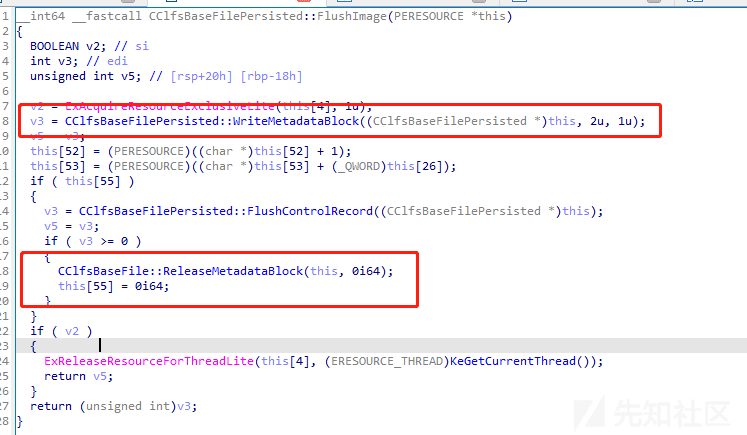 1 __int64 __fastcall CClfsBaseFilePersisted::FlushImage(PERESOURCE *this)
2 {
3 BOOLEAN v2; // si
4 int v3; // edi
5 unsigned int v5; // [rsp+20h] [rbp-18h]
6
7 v2 = ExAcquireResourceExclusiveLite(this[4], 1u);
8 v3 = CClfsBaseFilePersisted::WriteMetadataBlock((CClfsBaseFilePersisted *)this, 2u, 1u);
9 v5 = v3;
10 this[52] = (PERESOURCE)((char *)this[52] + 1);
11 this[53] = (PERESOURCE)((char *)this[53] + (_QWORD)this[26]);
12 if ( this[55] )
13 {
14 v3 = CClfsBaseFilePersisted::FlushControlRecord((CClfsBaseFilePersisted *)this);
15 v5 = v3;
16 if ( v3 >= 0 )
17 {
18 CClfsBaseFile::ReleaseMetadataBlock(this, 0i64);
19 this[55] = 0i64;
20 }
21 }
22 if ( v2 )
23 {
24 ExReleaseResourceForThreadLite(this[4], (ERESOURCE_THREAD)KeGetCurrentThread());
25 return v5;
26 }
27 return (unsigned int)v3;
28 }
先知社区